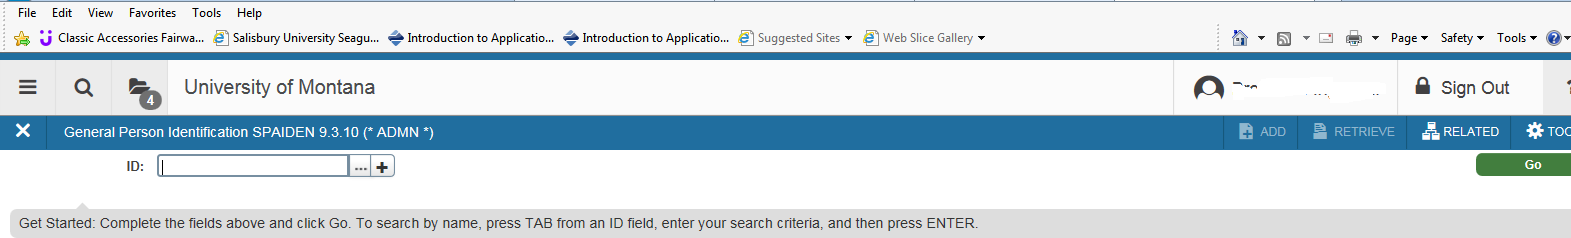 File Edit View Favorites Tools Help
Classic Accessories Fairwa... Salisbury University Seagu... Introduction to Applicatio... Introduction to Applicatio... Suggested Sites Web Slice Gallery Page Safety Tools
4 University of Montana Sign Out
General Person Identification SPAIDEN 9.3.10 (* ADMN *) ADD RETRIEVE RELATED TOO
ID: ... Go
Get Started: Complete the fields above and click Go. To search by name, press TAB from an ID field, enter your search criteria, and then press ENTER.